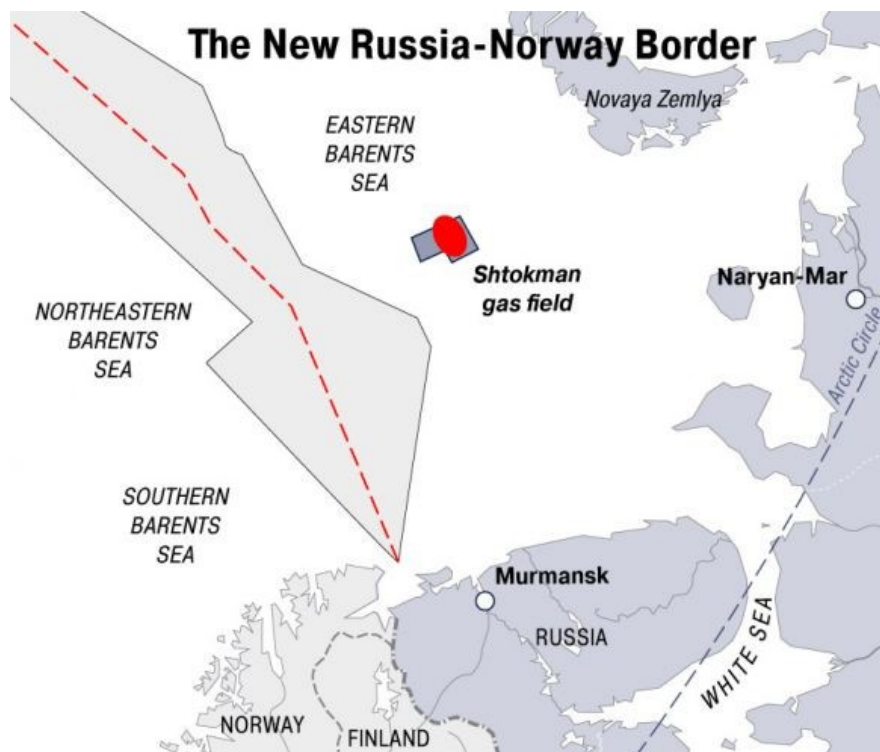 The New Russia-Norway Border
Novaya Zemlya
EASTERN
BARENTS
SEA
Shtokman
gas field
Naryan-Mar
NORTHEASTERN
BARENTS
SEA
Arctic Circle
SOUTHERN
BARENTS
SEA
Murmansk
RUSSIA
WHITE SEA
NORWAY
FINLAND